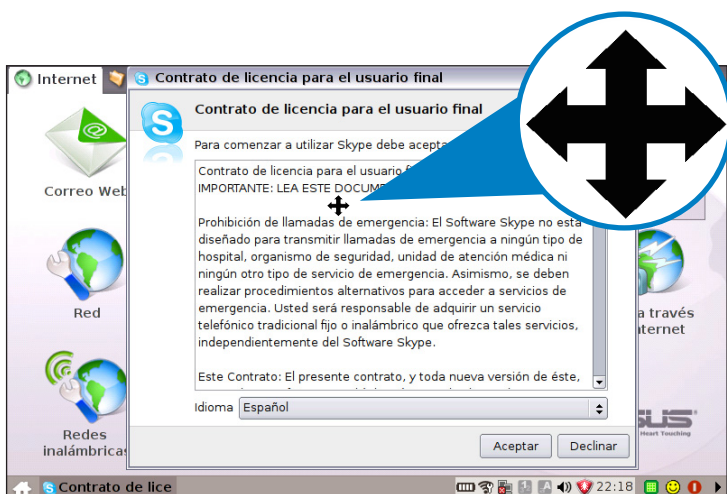 Internet
Contrato de licencia para el usuario final
Contrato de licencia para el usuario final
Para comenzar a utilizar Skype debe
Contrato de licencia para el usuario
IMPORTANTE: LEA ESTE
Prohibición de llamadas de emergencia: El Software Skype no está
diseñado para transmitir llamadas de emergencia a ningún tipo de
hospital, organismo de seguridad, unidad de atención médica ni
ningún otro tipo de servicio de emergencia. Asimismo, se deben
realizar procedimientos alternativos para acceder a servicios de
emergencia. Usted será responsable de adquirir un servicio
telefónico tradicional fijo o inalámbrico que ofrezca tales servicios,
independientemente del Software Skype.
Este Contrato: El presente contrato, y toda nueva versión de éste,
Idioma Español
Aceptar Declinar
Correo Web
Red
Redes
inalámbricas
a través
Heart Touching
Contrato de lice
22:18